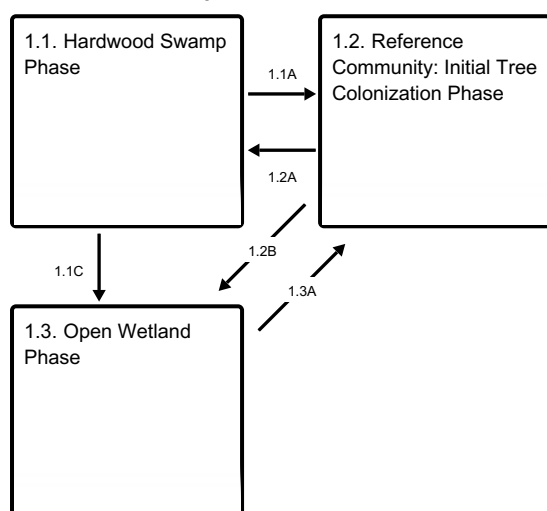 1.1. Hardwood Swamp
Phase
1.2. Reference
Community: Initial Tree
Colonization Phase
1.1A
1.2A
1.2B
1.1C
1.3A
1.3. Open Wetland
Phase